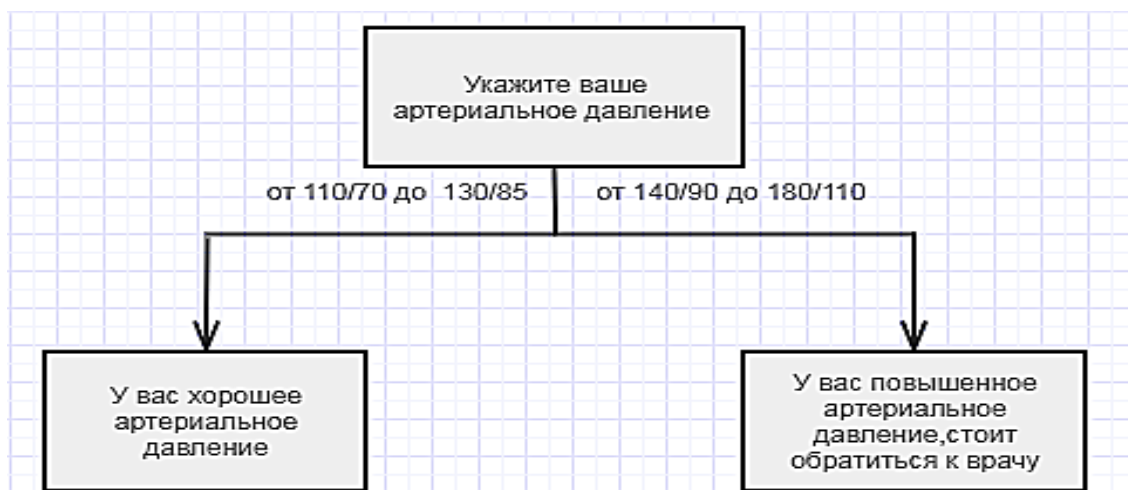 Укажите ваше
артериальное давление
от 110/70 до 130/85
от 140/90 до 180/110
У вас хорошее
артериальное
давление
У вас повышенное
артериальное
давление,стоит
обратиться к врачу